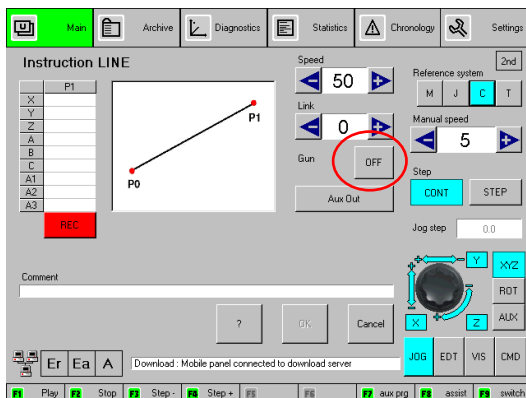 Main Archive Diagnostics Statistics Chronology Settings
Instruction LINE
P1
X
Y
Z
A
B
C
A1
A2
A3
REC
P0
P1
Speed
50
Link
0
Gun OFF
Aux Out
2nd
Reference system
M J C T
Manual speed
5
Step
CONT STEP
Jog step 0.0
Y
X
Z
XYZ
ROT
AUX
Comment
? OK Cancel
JOG EDT VIS CMD
Er Ea A Download : Mobile panel connected to download server
F1 Play F2 Stop F3 Step - F4 Step + F5 F6 F7 aux prg F8 assist F9 switch